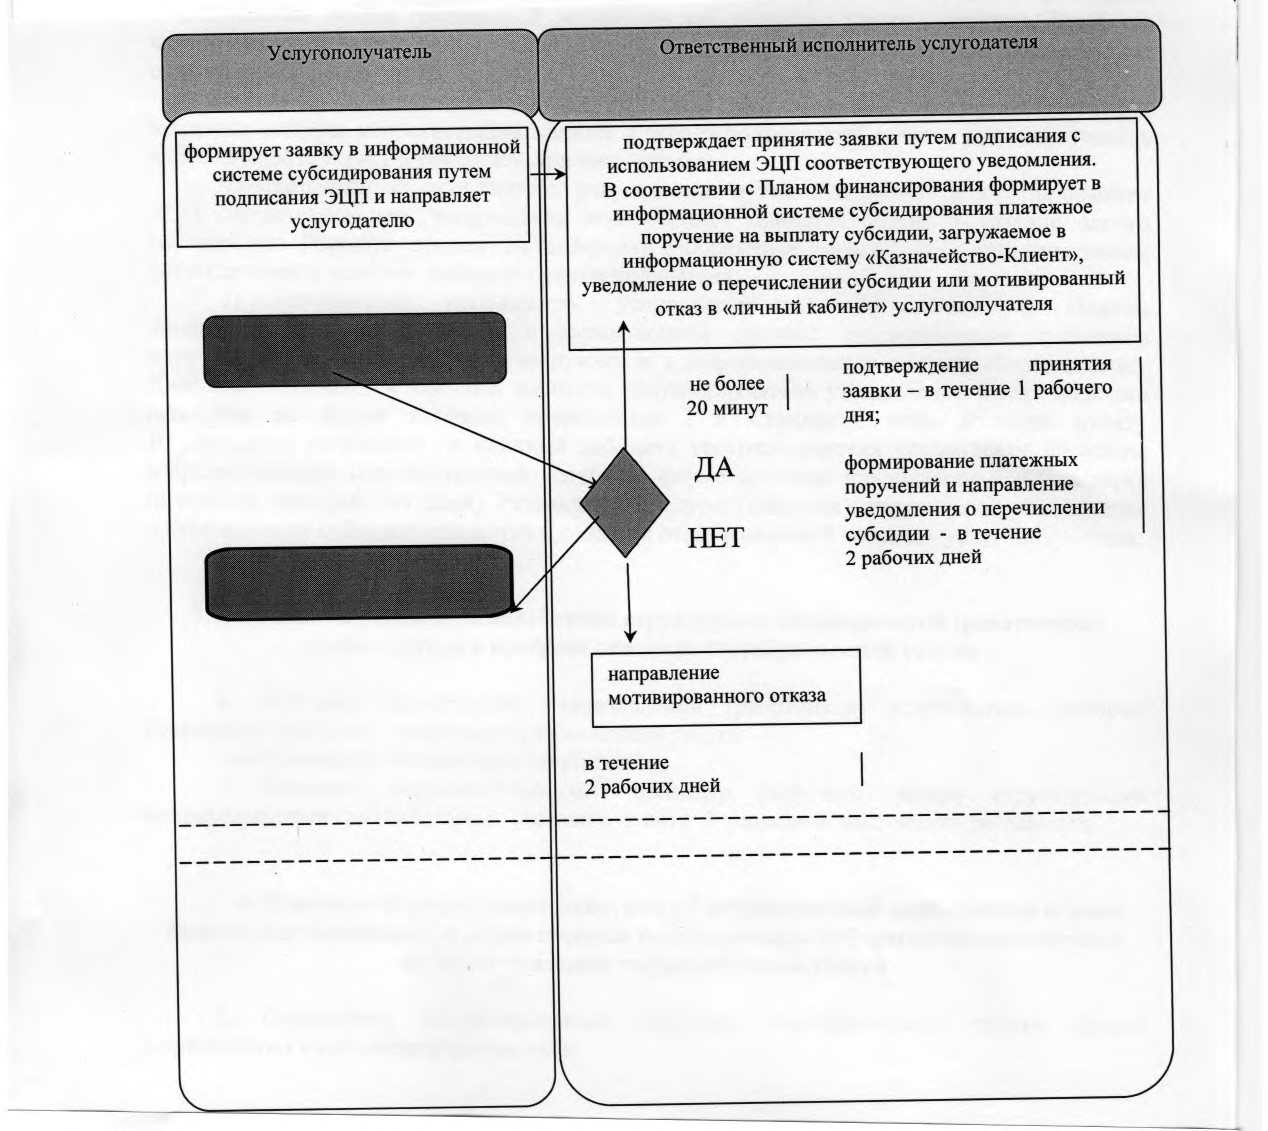 Услугополучатель
Ответственный исполнитель услугодателя
формирует заявку в информационной
системе субсидирования путем
подписания ЭЦП и направляет
услугодателю
подтверждает принятие заявки путем подписания с
использованием ЭЦП соответствующего уведомления.
В соответствии с Планом финансирования формирует в
информационной системе субсидирования платежное
поручение на выплату субсидии, загружаемое в
информационную систему «Казначейство-Клиент»,
уведомление о перечислении субсидии или мотивированный
отказ в «личный кабинет» услугополучателя
не более
20 минут
подтверждение принятия
заявки – в течение 1 рабочего
дня;
ДА
НЕТ
формирование платежных
поручений и направление
уведомления о перечислении
субсидии - в течение
2 рабочих дней
направление
мотивированного отказа
в течение
2 рабочих дней